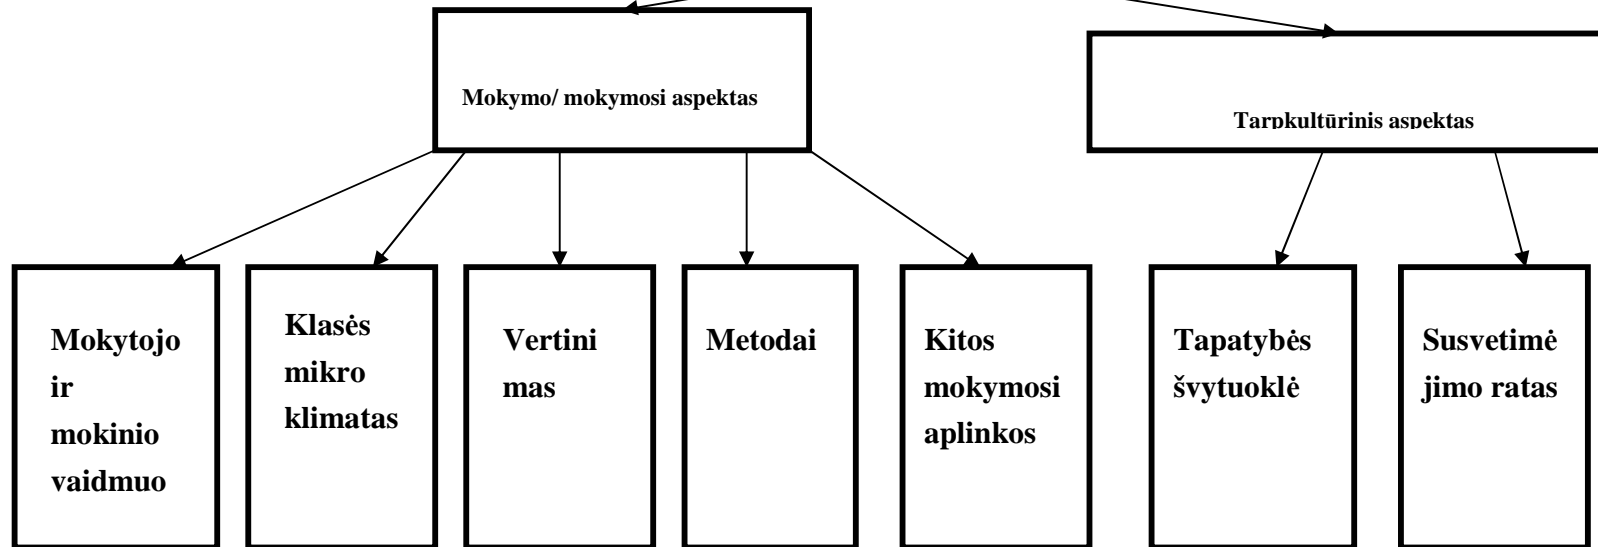 Mokymo/ mokymosi aspektas
Tarpkultūrinis aspektas
Mokytojo
ir
mokinio
vaidmuo
Klasės
mikro
klimatas
Vertini
mas
Metodai
Kitos
mokymosi
aplinkos
Tapatybės
švytuoklė
Susvetimė
jimo ratas